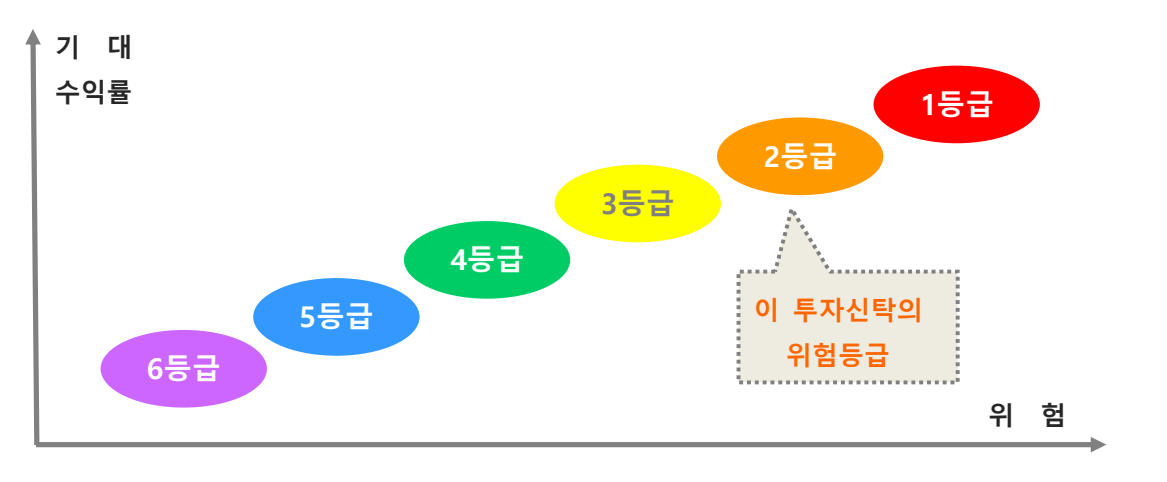 기 대
수익률
1등급
2등급
3등급
4등급
5등급
6등급
이 투자신탁의
위험등급
위 험